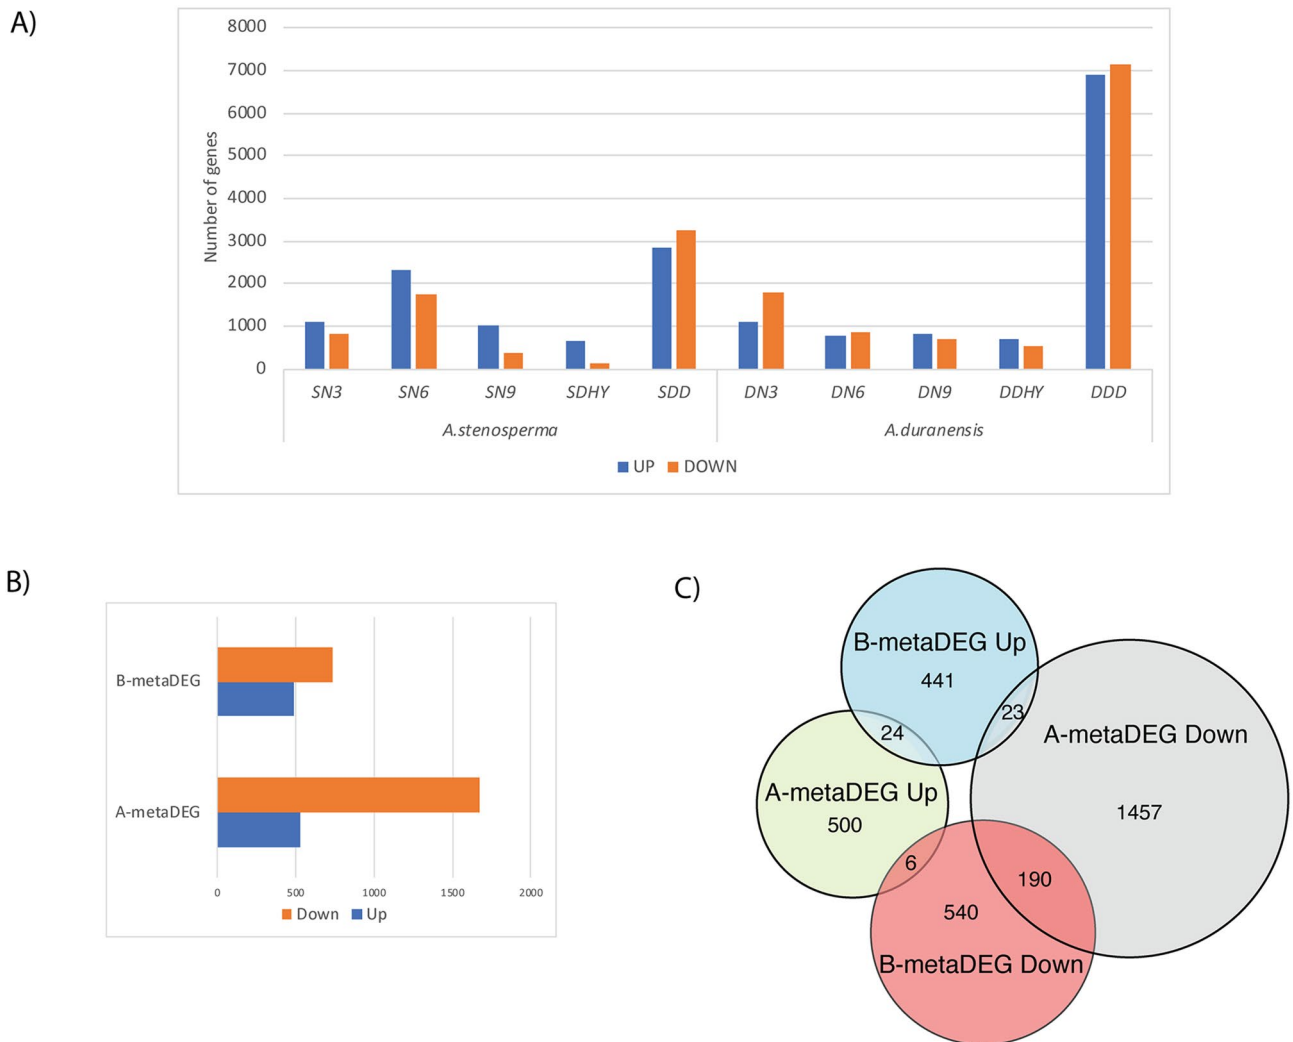 A)
8000
7000
6000
5000
4000
3000
2000
1000
0
Number of genes
SN3 SN6 SN9 SDHY SDD DN3 DN6 DN9 DDHY DDD
A.stenosperma A.duranensis
UP DOWN
B)
B-metaDEG
A-metaDEG
0 500 1000 1500 2000
Down Up
C)
B-metaDEG Up
441
23
24
A-metaDEG Down
1457
A-metaDEG Up
500
6
190
540
B-metaDEG Down